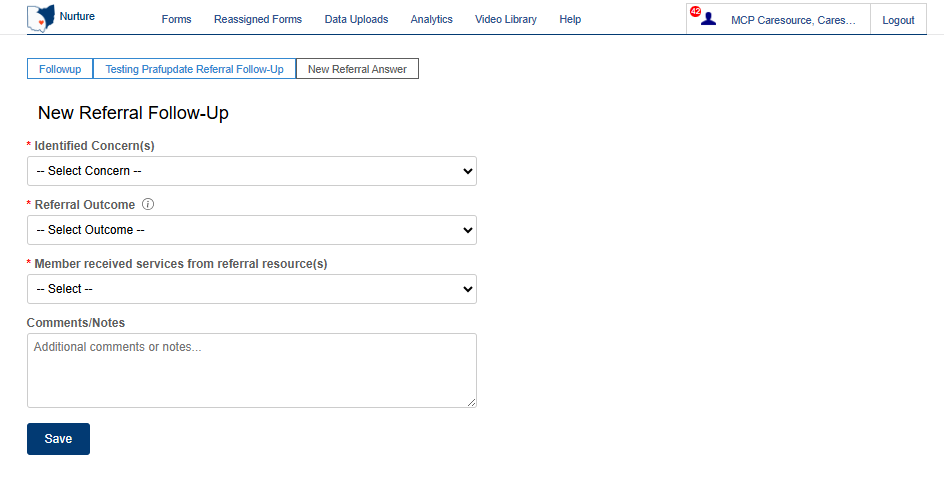 Nurture Forms Reassigned Forms Data Uploads Analytics Video Library Help 42 MCP Caresource, Cares... Logout
Followup Testing Prafupdate Referral Follow-Up New Referral Answer
New Referral Follow-Up
* Identified Concern(s)
-- Select Concern --
* Referral Outcome i
-- Select Outcome --
* Member received services from referral resource(s)
-- Select --
Comments/Notes
Additional comments or notes...
Save